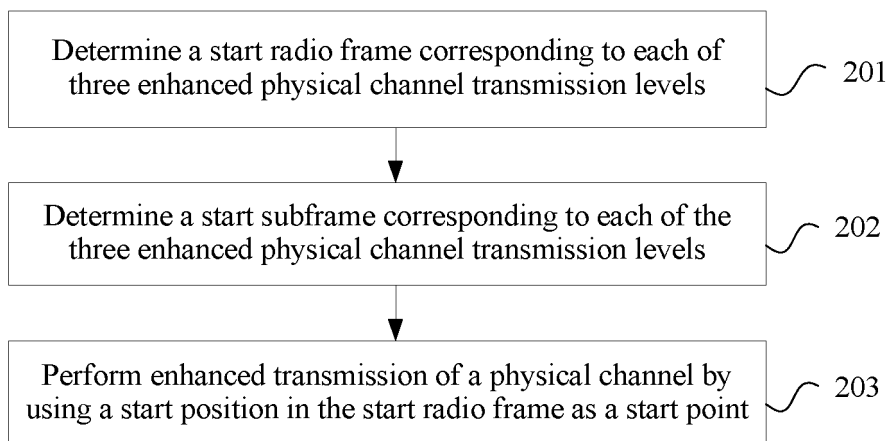 Determine a start radio frame corresponding to each of
three enhanced physical channel transmission levels
201
Determine a start subframe corresponding to each of the
three enhanced physical channel transmission levels
202
Perform enhanced transmission of a physical channel by
using a start position in the start radio frame as a start point
203